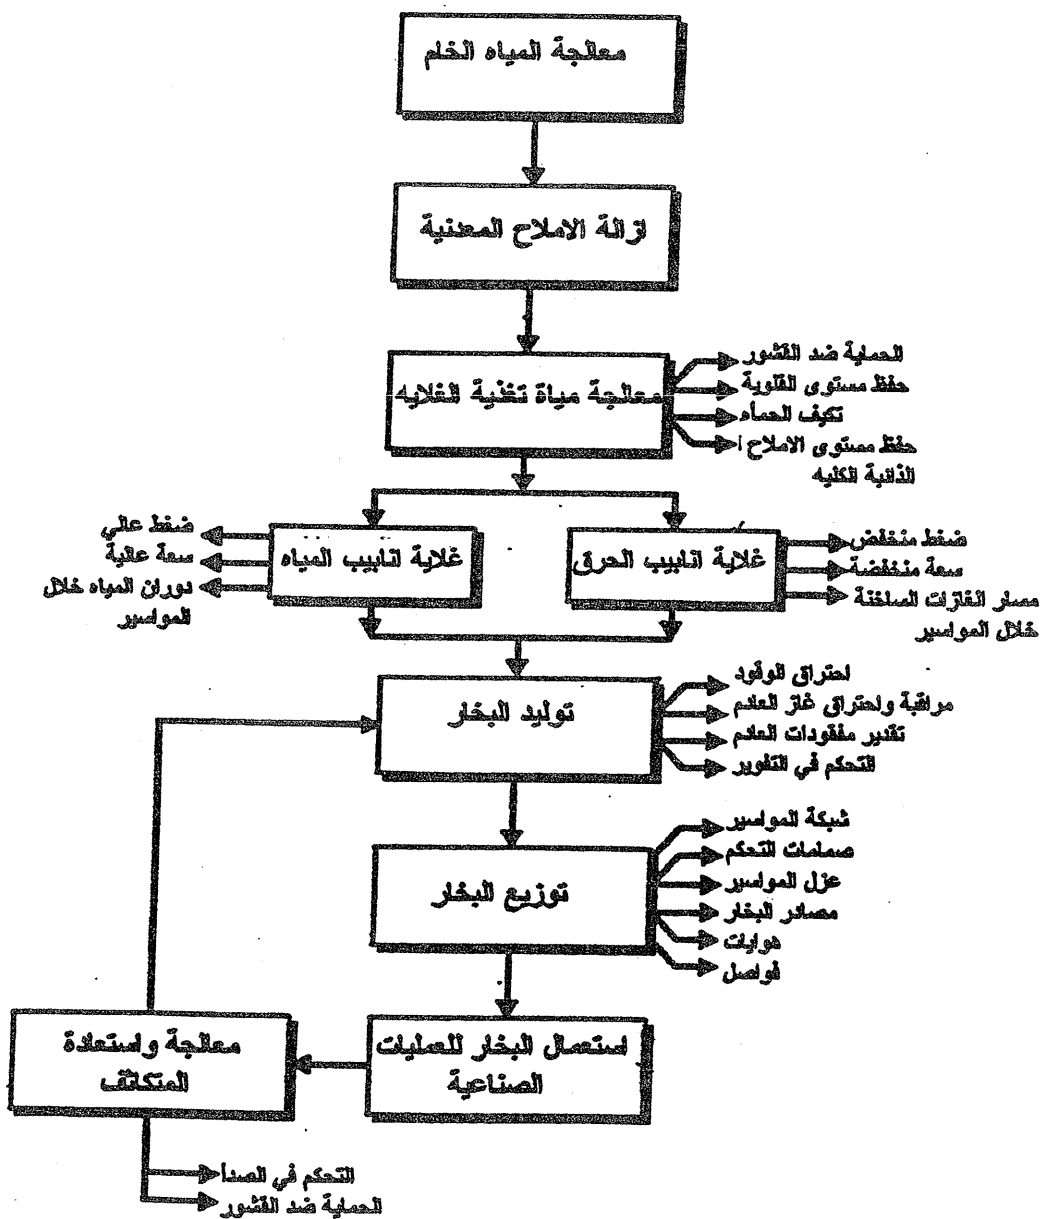 معالجة المياه الخام
ازالة الاملاح المعدنية
معالجة مياة تغذية الغلايه
الحماية ضد القشور
حفظ مستوى القلوية
تكيف الحمأه
حفظ مستوى الاملاح
الذائبة الكليه
غلاية انابيب الحرق
ضغط منخفض
سعة منخفضة
مسار الغازات الساخنة
خلال المواسير
غلاية انابيب المياه
ضغط عالي
سعة عالية
دوران المياه خلال
المواسير
توليد البخار
احتراق الوقود
مراقبة واحتراق غاز العادم
تقدير مفقودات العادم
التحكم في التفوير
توزيع البخار
شبكة المواسير
صمامات التحكم
عزل المواسير
مصائر البخار
هوايات
فواصل
استعمال البخار للعمليات
الصناعية
معالجة واستعادة
المتكاثف
التحكم في الصدأ
الحماية ضد القشور